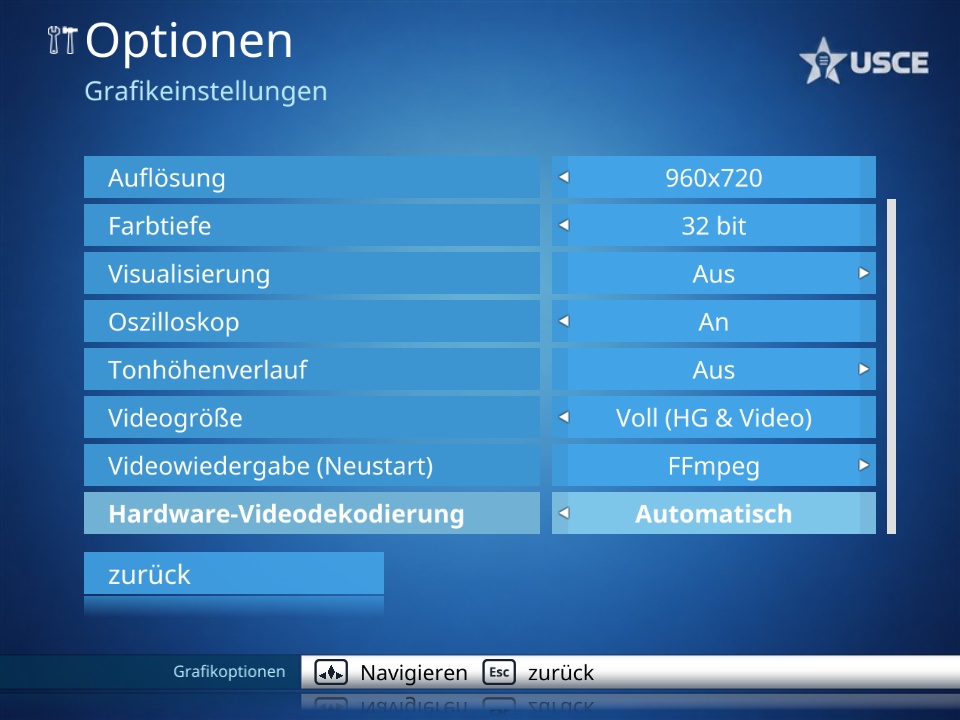 Optionen
USCE
Grafikeinstellungen
Auflösung 960x720
Farbtiefe 32 bit
Visualisierung Aus
Oszilloskop An
Tonhöhenverlauf Aus
Videogröße Voll (HG & Video)
Videowiedergabe (Neustart) FFmpeg
Hardware-Videodekodierung Automatisch
zurück
Grafikoptionen Navigieren Esc zurück